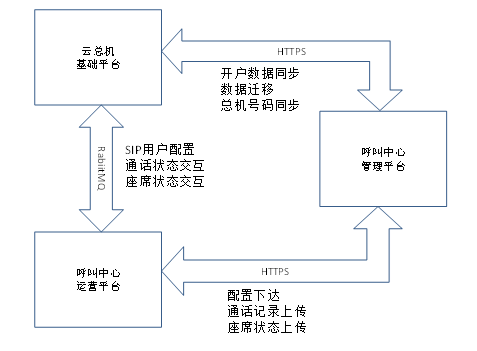 云总机
基础平台
HTTPS
开户数据同步
数据迁移
总机号码同步
呼叫中心
管理平台
RabiitMQ
SIP用户配置
通话状态交互
座席状态交互
呼叫中心
运营平台
HTTPS
配置下达
通话记录上传
座席状态上传